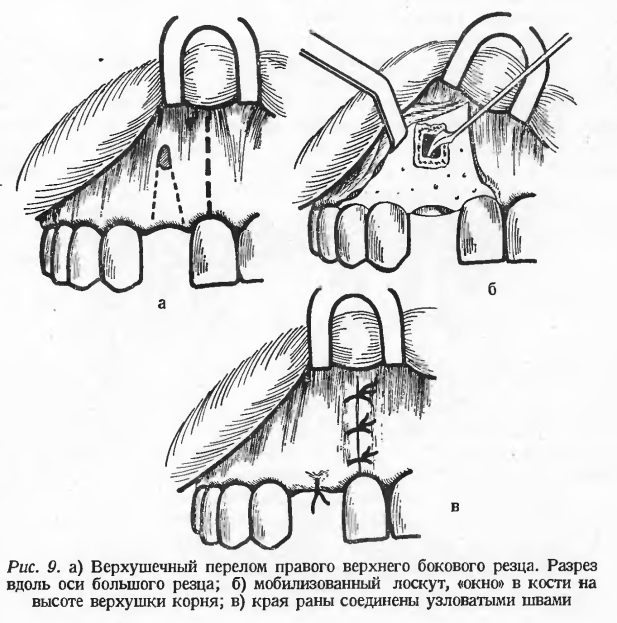 а
б
в
Рис. 9. а) Верхушечный перелом правого верхнего бокового резца. Разрез
вдоль оси большого резца; б) мобилизованный лоскут, «окно» в кости на
высоте верхушки корня; в) края раны соединены узловатыми швами